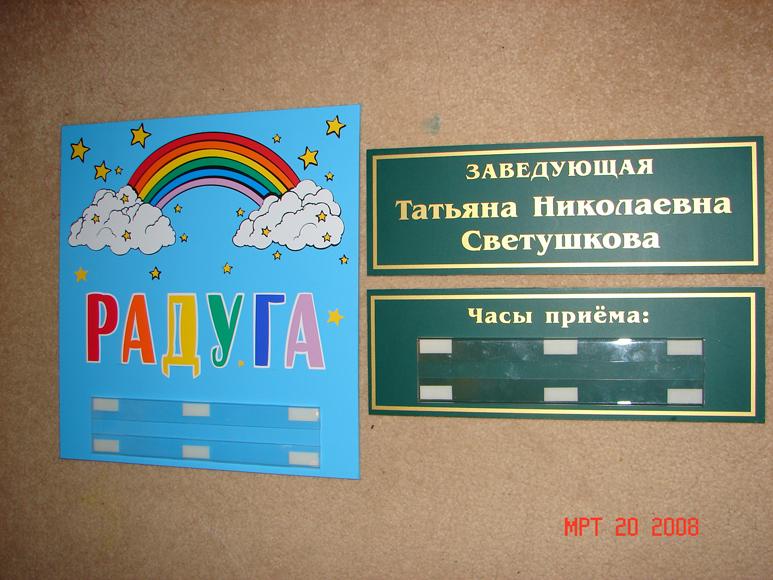 РАДУГА
ЗАВЕДУЮЩАЯ
Татьяна Николаевна
Светушкова
Часы приёма:
МРТ 20 2008